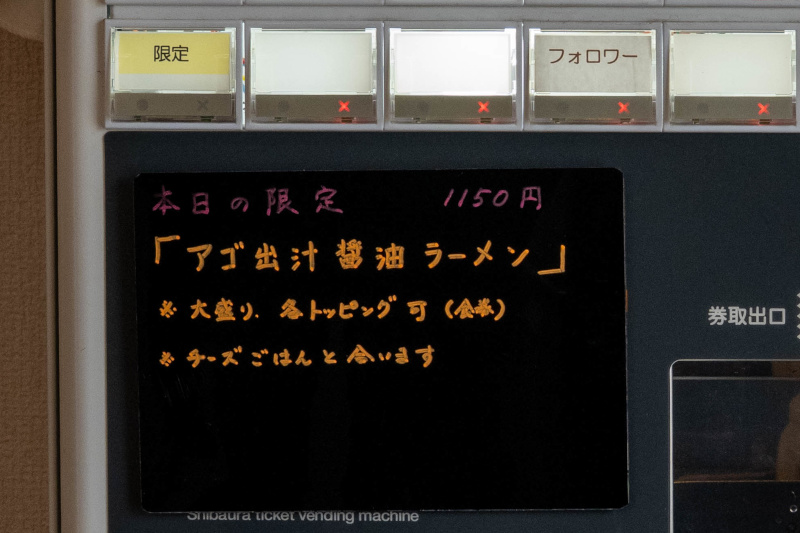 限定
フォロワー
本日の限定 1150円
「アゴ出汁醤油ラーメン」
※大盛り、各トッピング可(食券)
※チーズごはんと合います
券取出口
Shibaura ticket vending machine